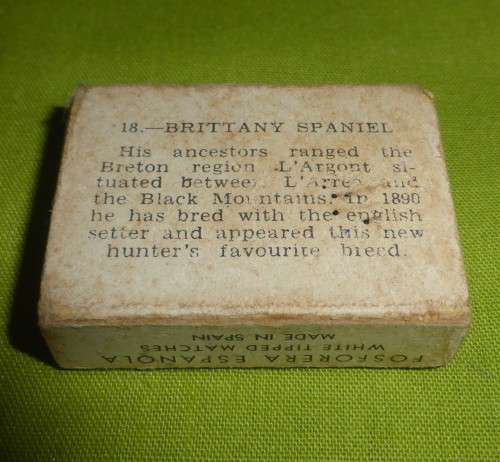 18.—BRITTANY SPANIEL
His ancestors ranged the
Breton region L'Argont si-
tuated between L'Arree and
the Black Mountains. In 1890
he has bred with the english
setter and appeared this new
hunter's favourite breed.
FOSFORERA ESPAÑOLA
WHITE TIPPED MATCHES
MADE IN SPAIN